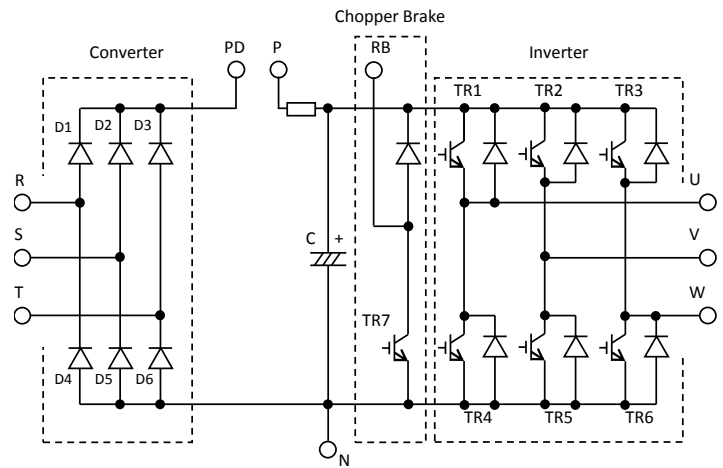 Chopper Brake
Converter
PD
P
RB
Inverter
TR1
TR2
TR3
D1
D2
D3
R
U
S
C
+
V
T
TR7
W
D4
D5
D6
TR4
TR5
TR6
N